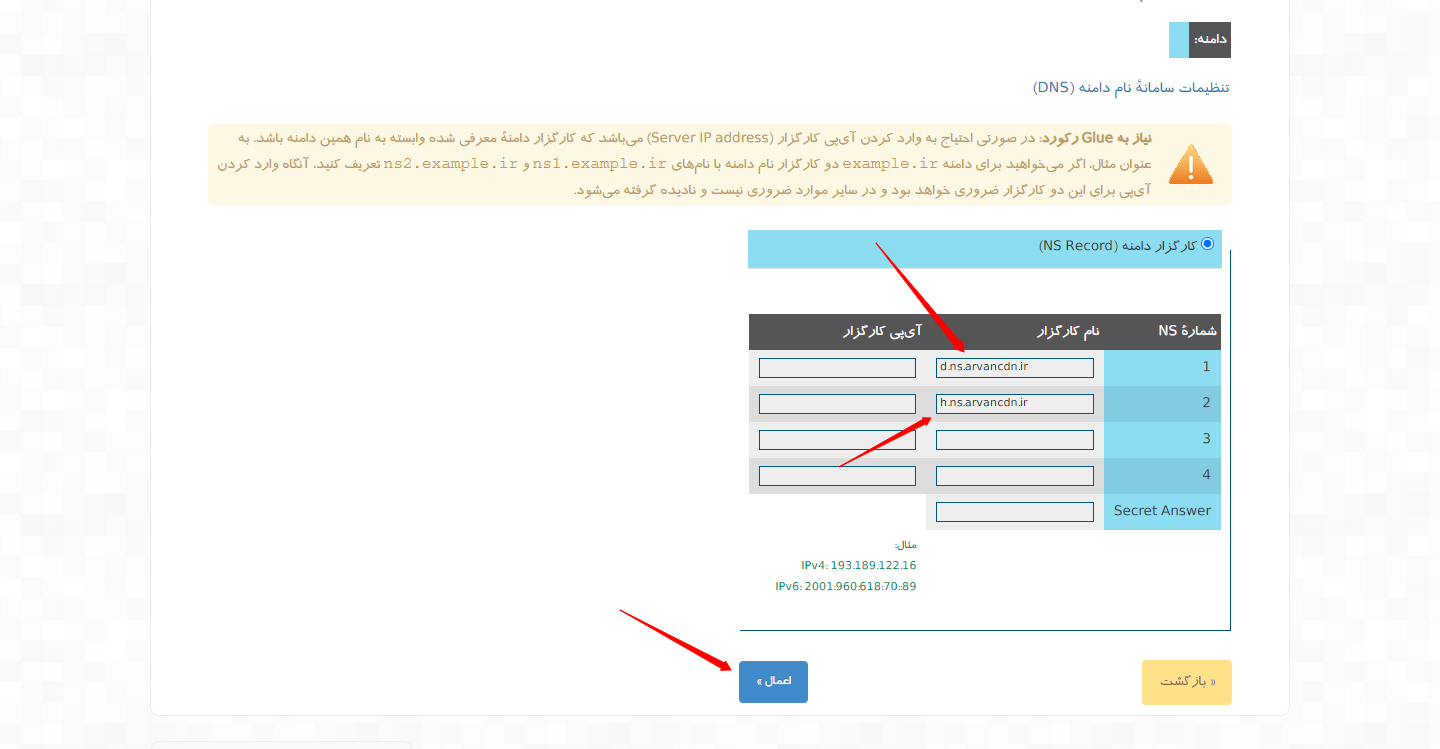 دامنه:
تنظیمات سامانهٔ نام دامنه (DNS)
نیاز به Glue رکورد: در صورتی احتیاج به وارد کردن آی‌پی کارگزار (Server IP address) می‌باشد که کارگزار دامنهٔ معرفی شده وابسته به نام همین دامنه باشد. به
عنوان مثال، اگر می‌خواهید برای دامنه example.ir دو کارگزار نام دامنه با نام‌های ns1.example.ir و ns2.example.ir تعریف کنید، آنگاه وارد کردن
آی‌پی برای این دو کارگزار ضروری خواهد بود و در سایر موارد ضروری نیست و نادیده گرفته می‌شود.
کارگزار دامنه (NS Record)
شمارهٔ NS نام کارگزار آی‌پی کارگزار
1 d.ns.arvancdn.ir
2 h.ns.arvancdn.ir
3
4
Secret Answer
مثال:
IPv4: 193.189.122.16
IPv6: 2001:960:618:70::89
« بازگشت
اعمال »